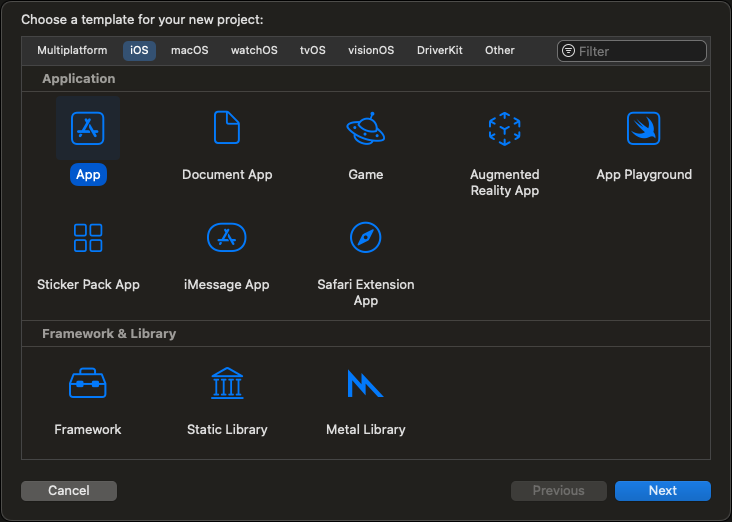 Choose a template for your new project:
Multiplatform iOS macOS watchOS tvOS visionOS DriverKit Other Filter
Application
App Document App Game Augmented Reality App App Playground
Sticker Pack App iMessage App Safari Extension App
Framework & Library
Framework Static Library Metal Library
Cancel Previous Next